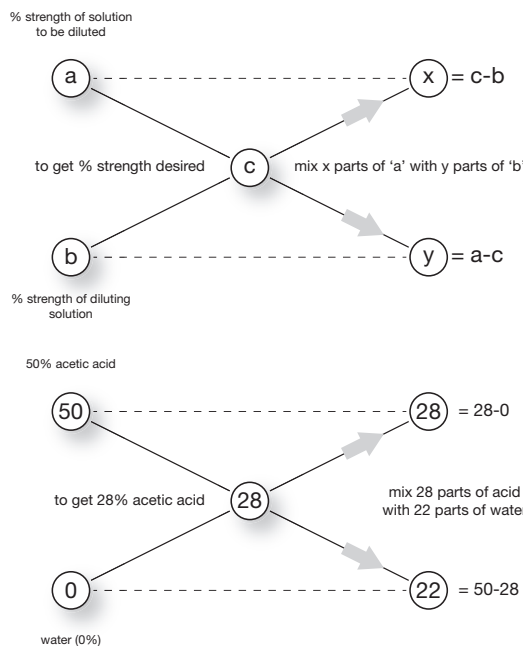 % strength of solution
to be diluted
a
x = c-b
to get % strength desired
c
mix x parts of ‘a’ with y parts of ‘b’
b
y = a-c
% strength of diluting
solution
50% acetic acid
50
28 = 28-0
to get 28% acetic acid
28
mix 28 parts of acid
with 22 parts of water
0
22 = 50-28
water (0%)